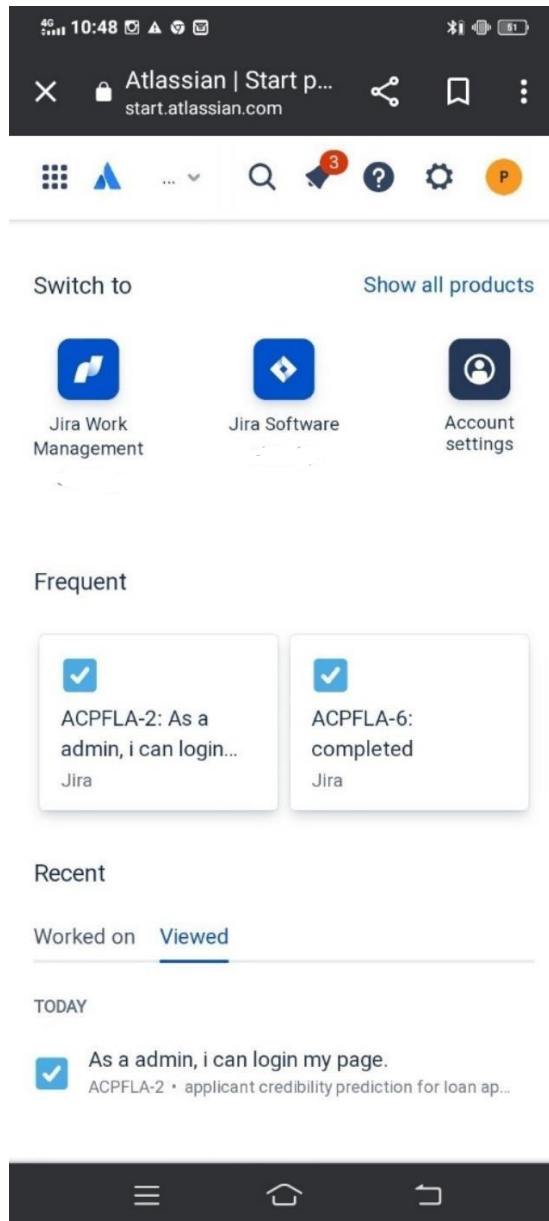 4G 10:48 51
Atlassian | Start p...
start.atlassian.com
... 3 ? P
Switch to Show all products
Jira Work Management
Jira Software
Account settings
Frequent
ACPFLA-2: As a
admin, i can login...
Jira
ACPFLA-6:
completed
Jira
Recent
Worked on Viewed
TODAY
As a admin, i can login my page.
ACPFLA-2 • applicant credibility prediction for loan ap...